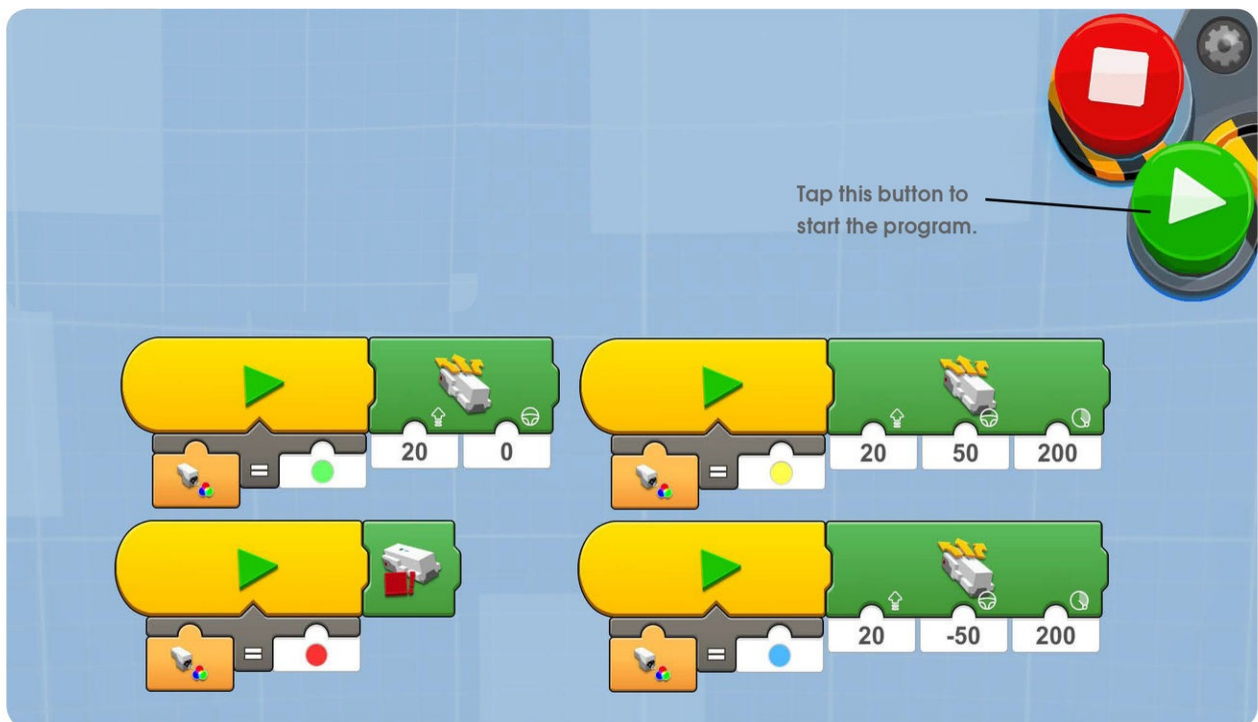 Tap this button to
start the program.
20 0
20 50 200
=
=
20 -50 200
=
=